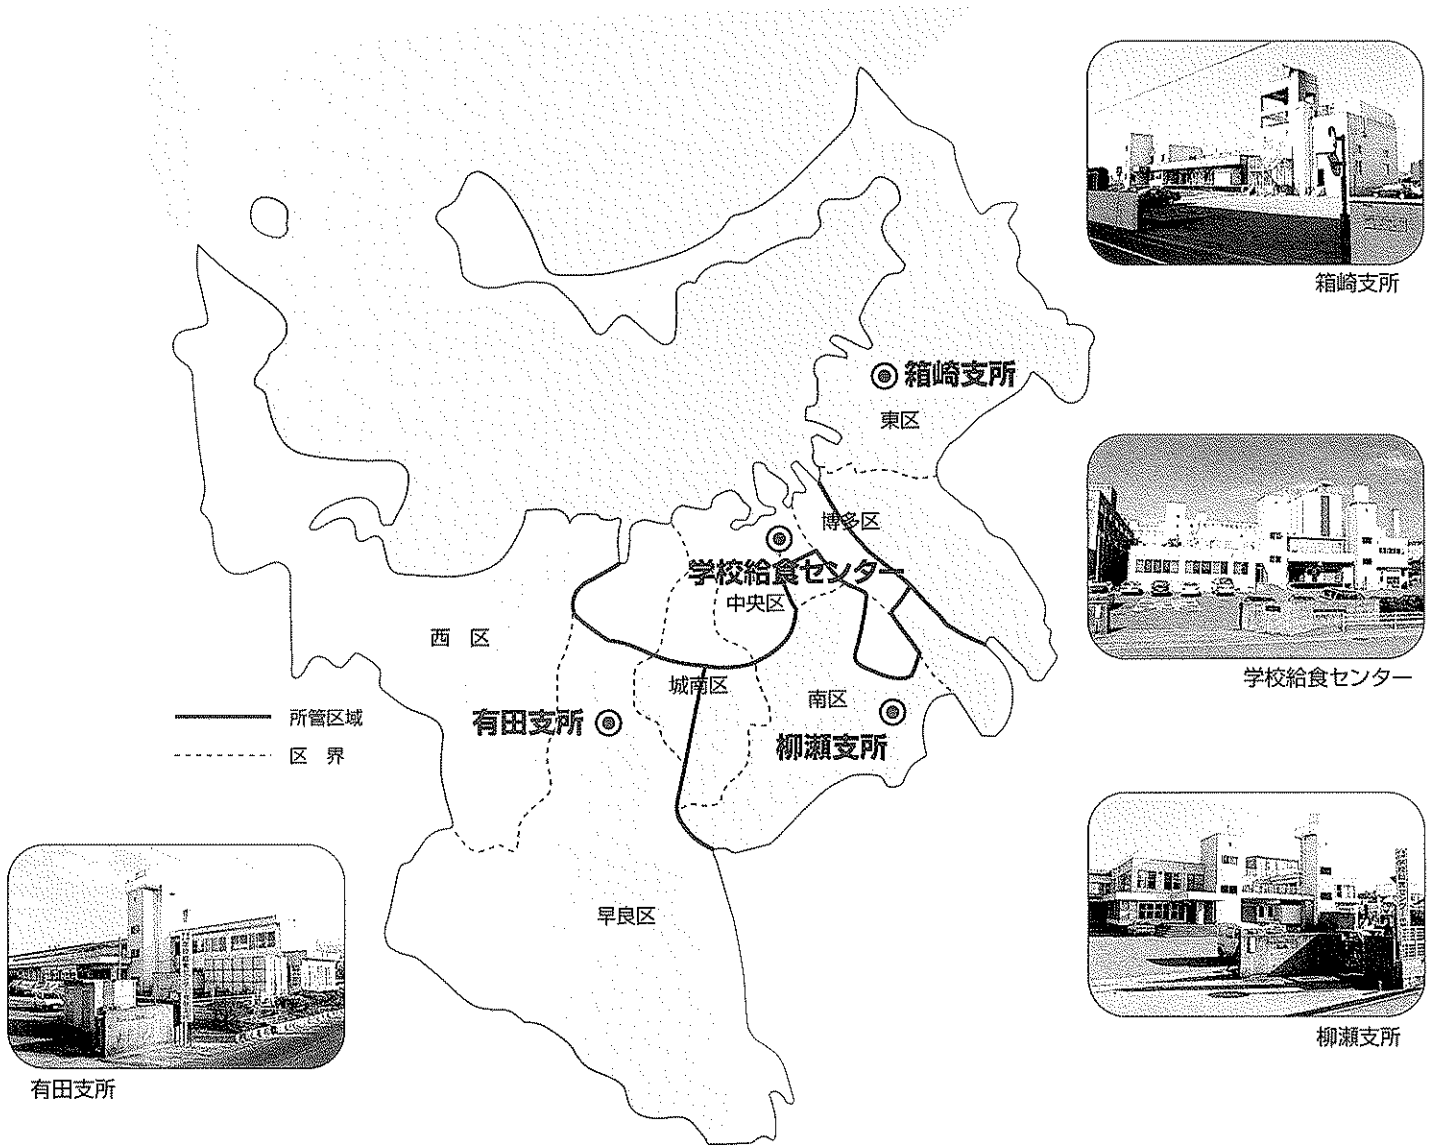 箱崎支所
箱崎支所
東区
博多区
学校給食センター
中央区
西 区
城南区
南区
所管区域
有田支所
区 界
柳瀬支所
学校給食センター
早良区
柳瀬支所
有田支所